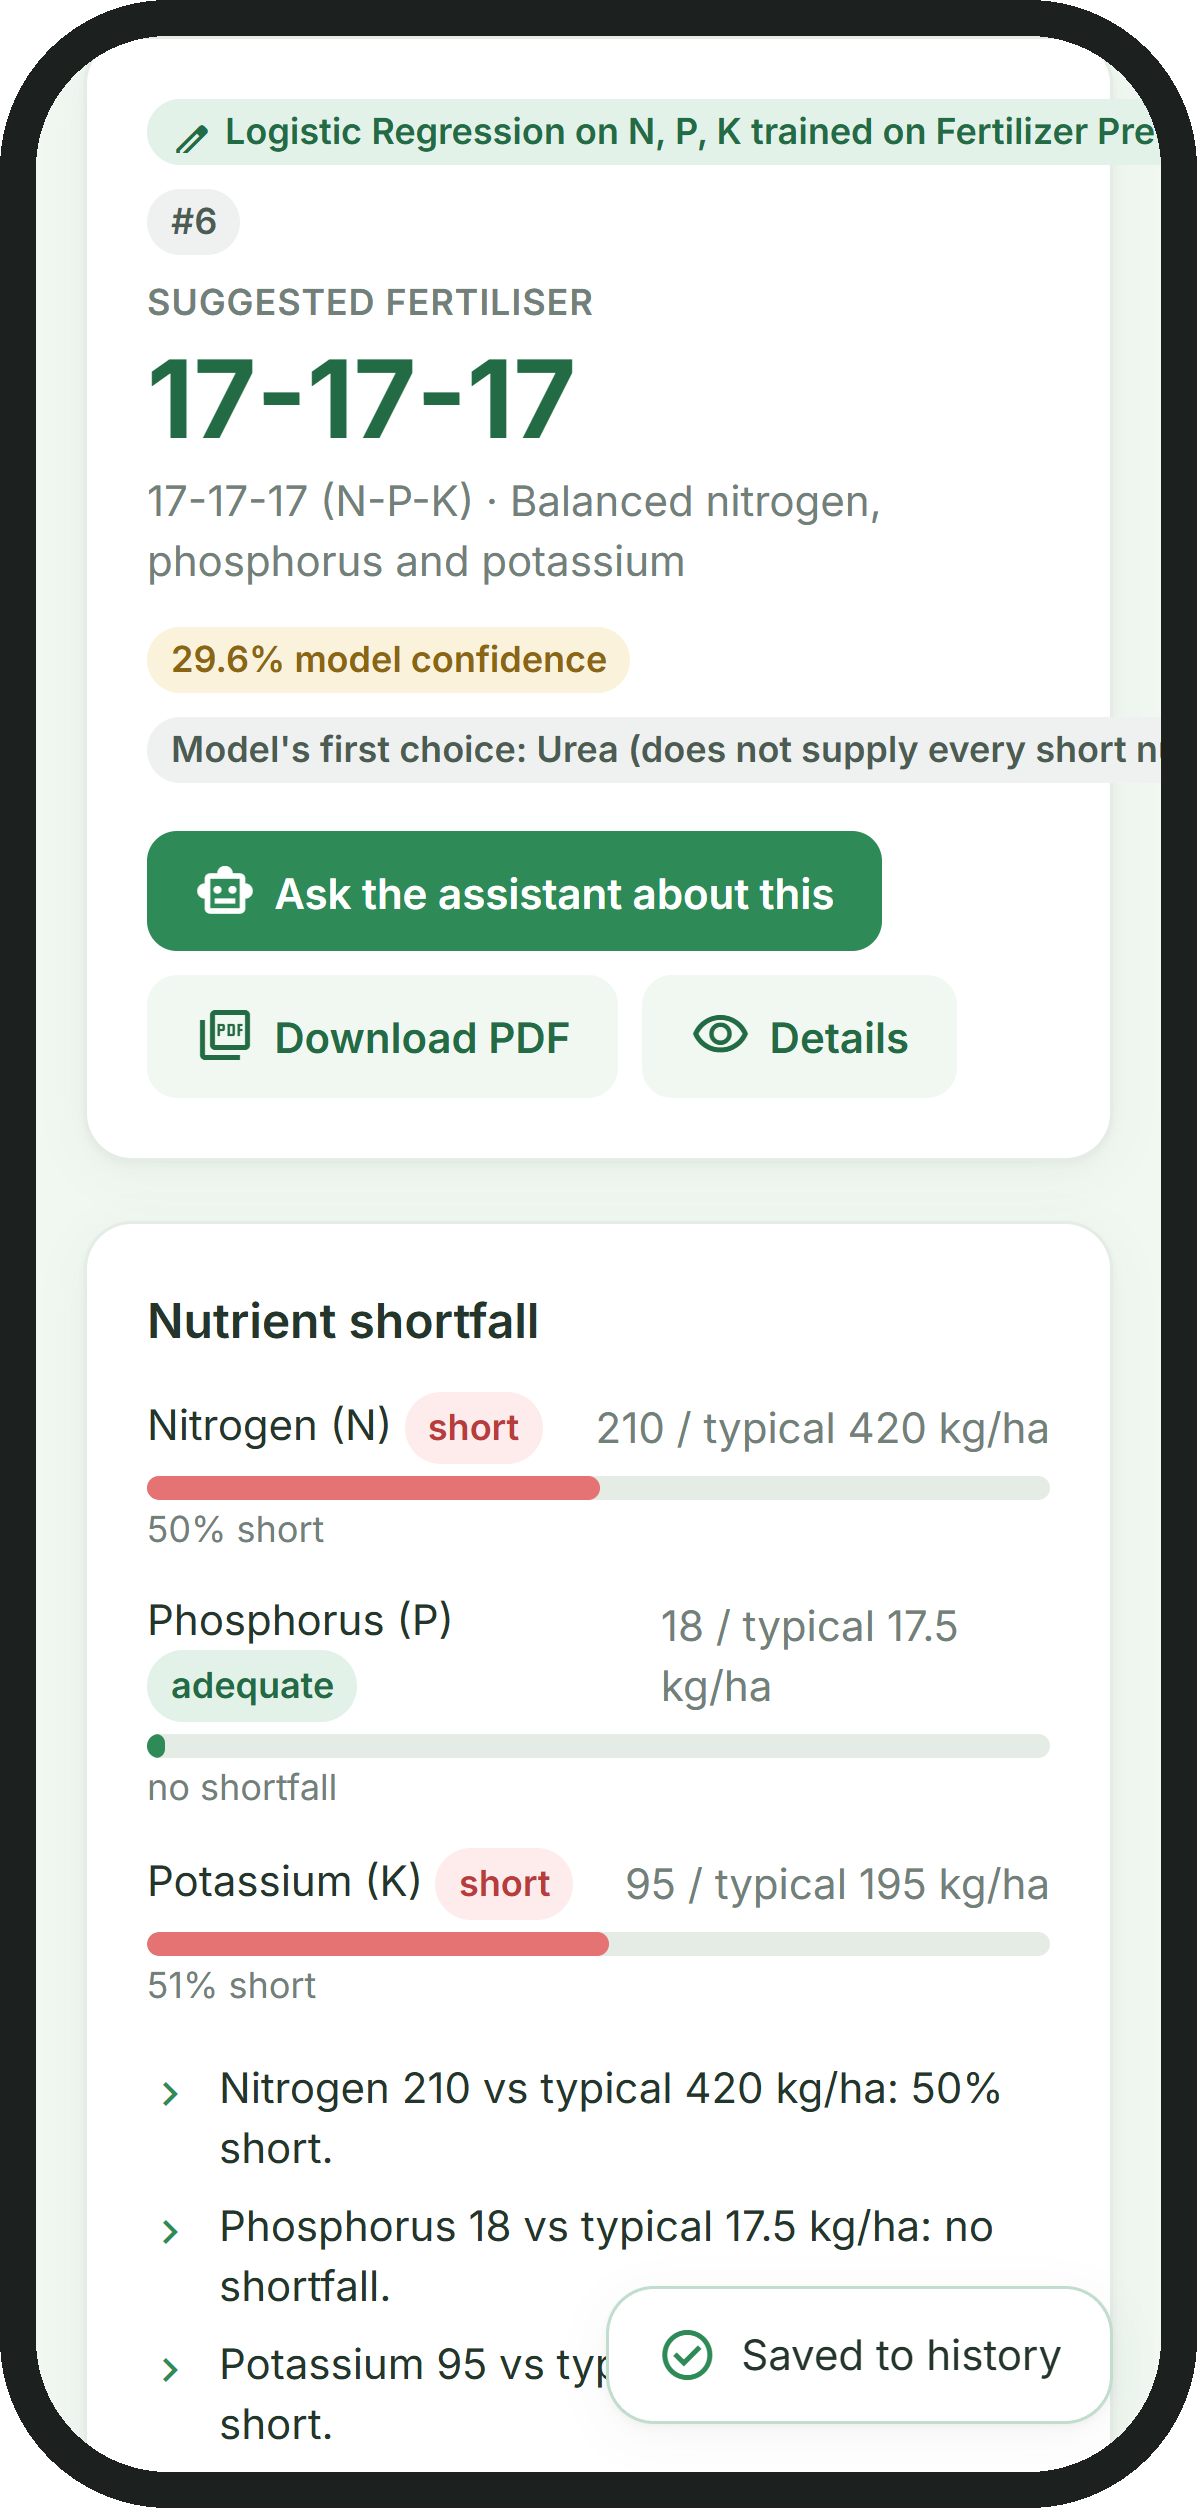 Logistic Regression on N, P, K trained on Fertilizer Pre
#6
SUGGESTED FERTILISER
17-17-17
17-17-17 (N-P-K) · Balanced nitrogen,
phosphorus and potassium
29.6% model confidence
Model's first choice: Urea (does not supply every short
Ask the assistant about this
PDF
Download PDF
Details
Nutrient shortfall
Nitrogen (N) short 210 / typical 420 kg/ha
50% short
Phosphorus (P) 18 / typical 17.5
adequate kg/ha
no shortfall
Potassium (K) short 95 / typical 195 kg/ha
51% short
Nitrogen 210 vs typical 420 kg/ha: 50%
short.
Phosphorus 18 vs typical 17.5 kg/ha: no
shortfall.
Potassium 95 vs
short.
Saved to history